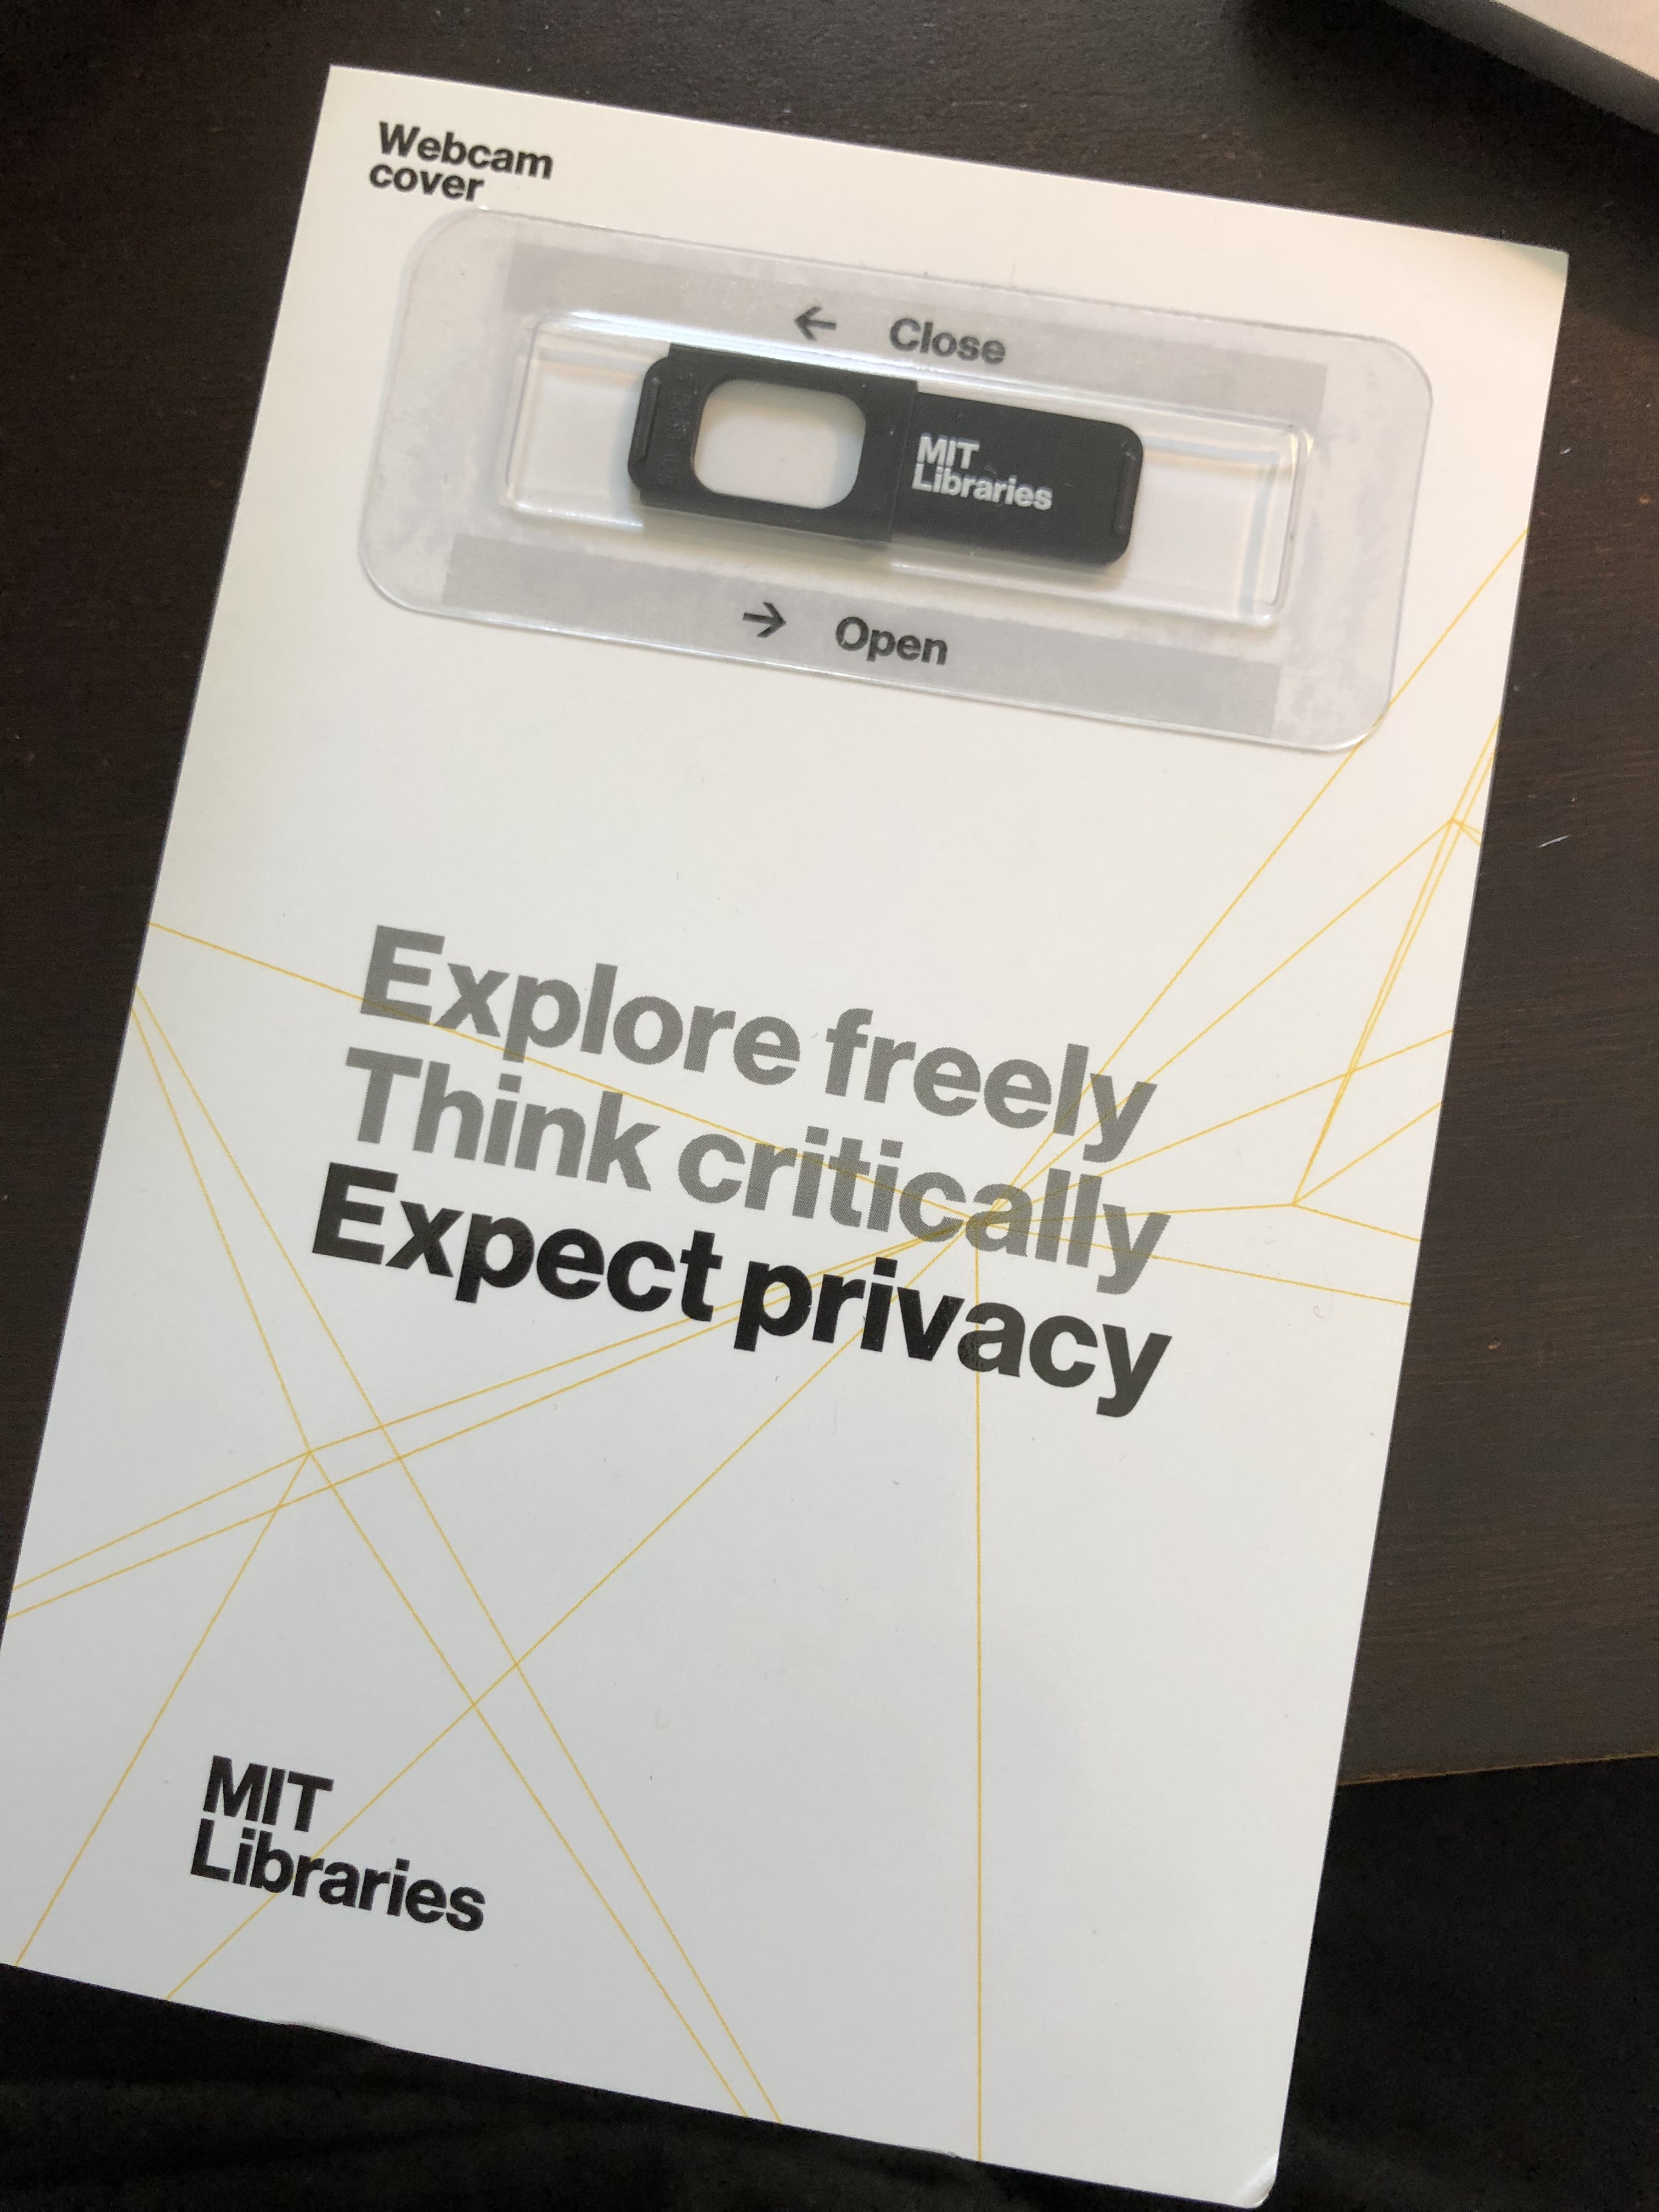 Webcam
cover
← Close
MIT
Libraries
→ Open
Explore freely
Think critically
Expect privacy
MIT
Libraries